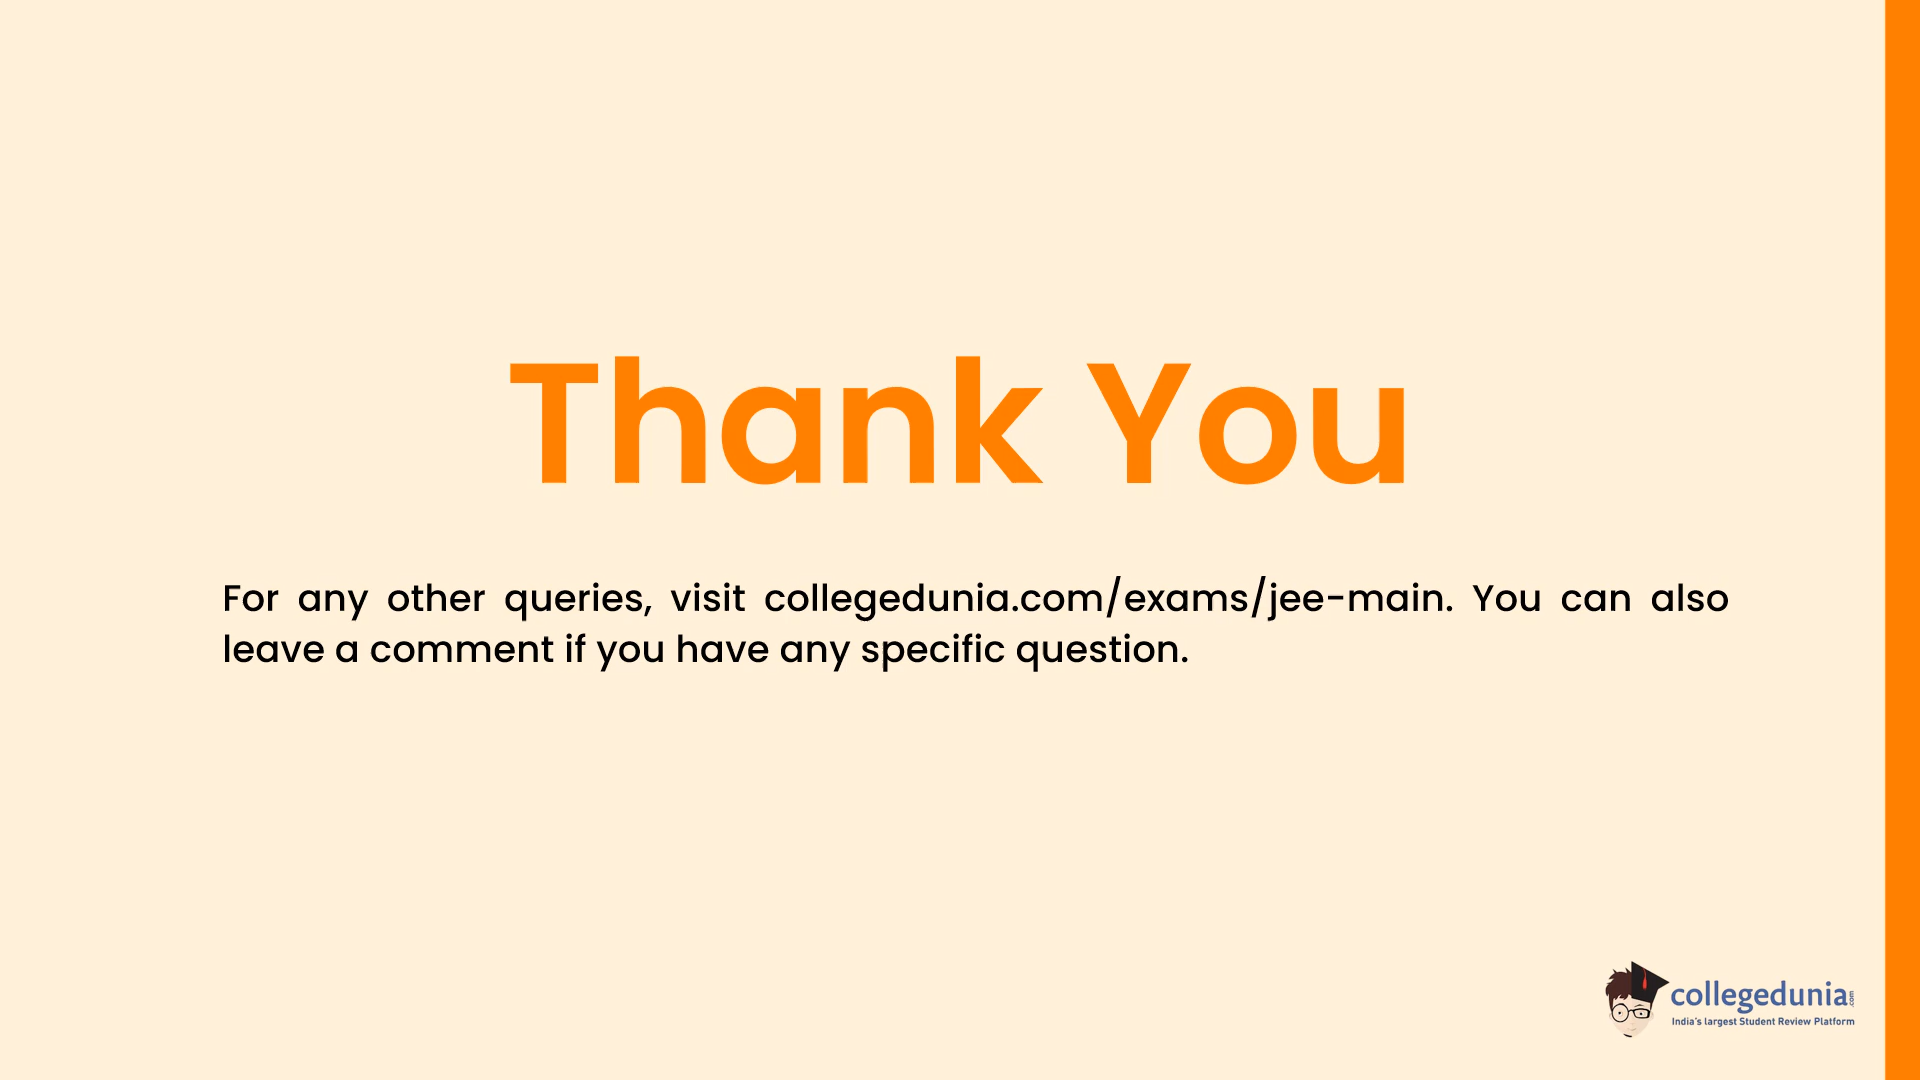 Thank You
For any other queries, visit collegedunia.com/exams/jee-main. You can also
leave a comment if you have any specific question.
collegedunia.com
India's largest Student Review Platform